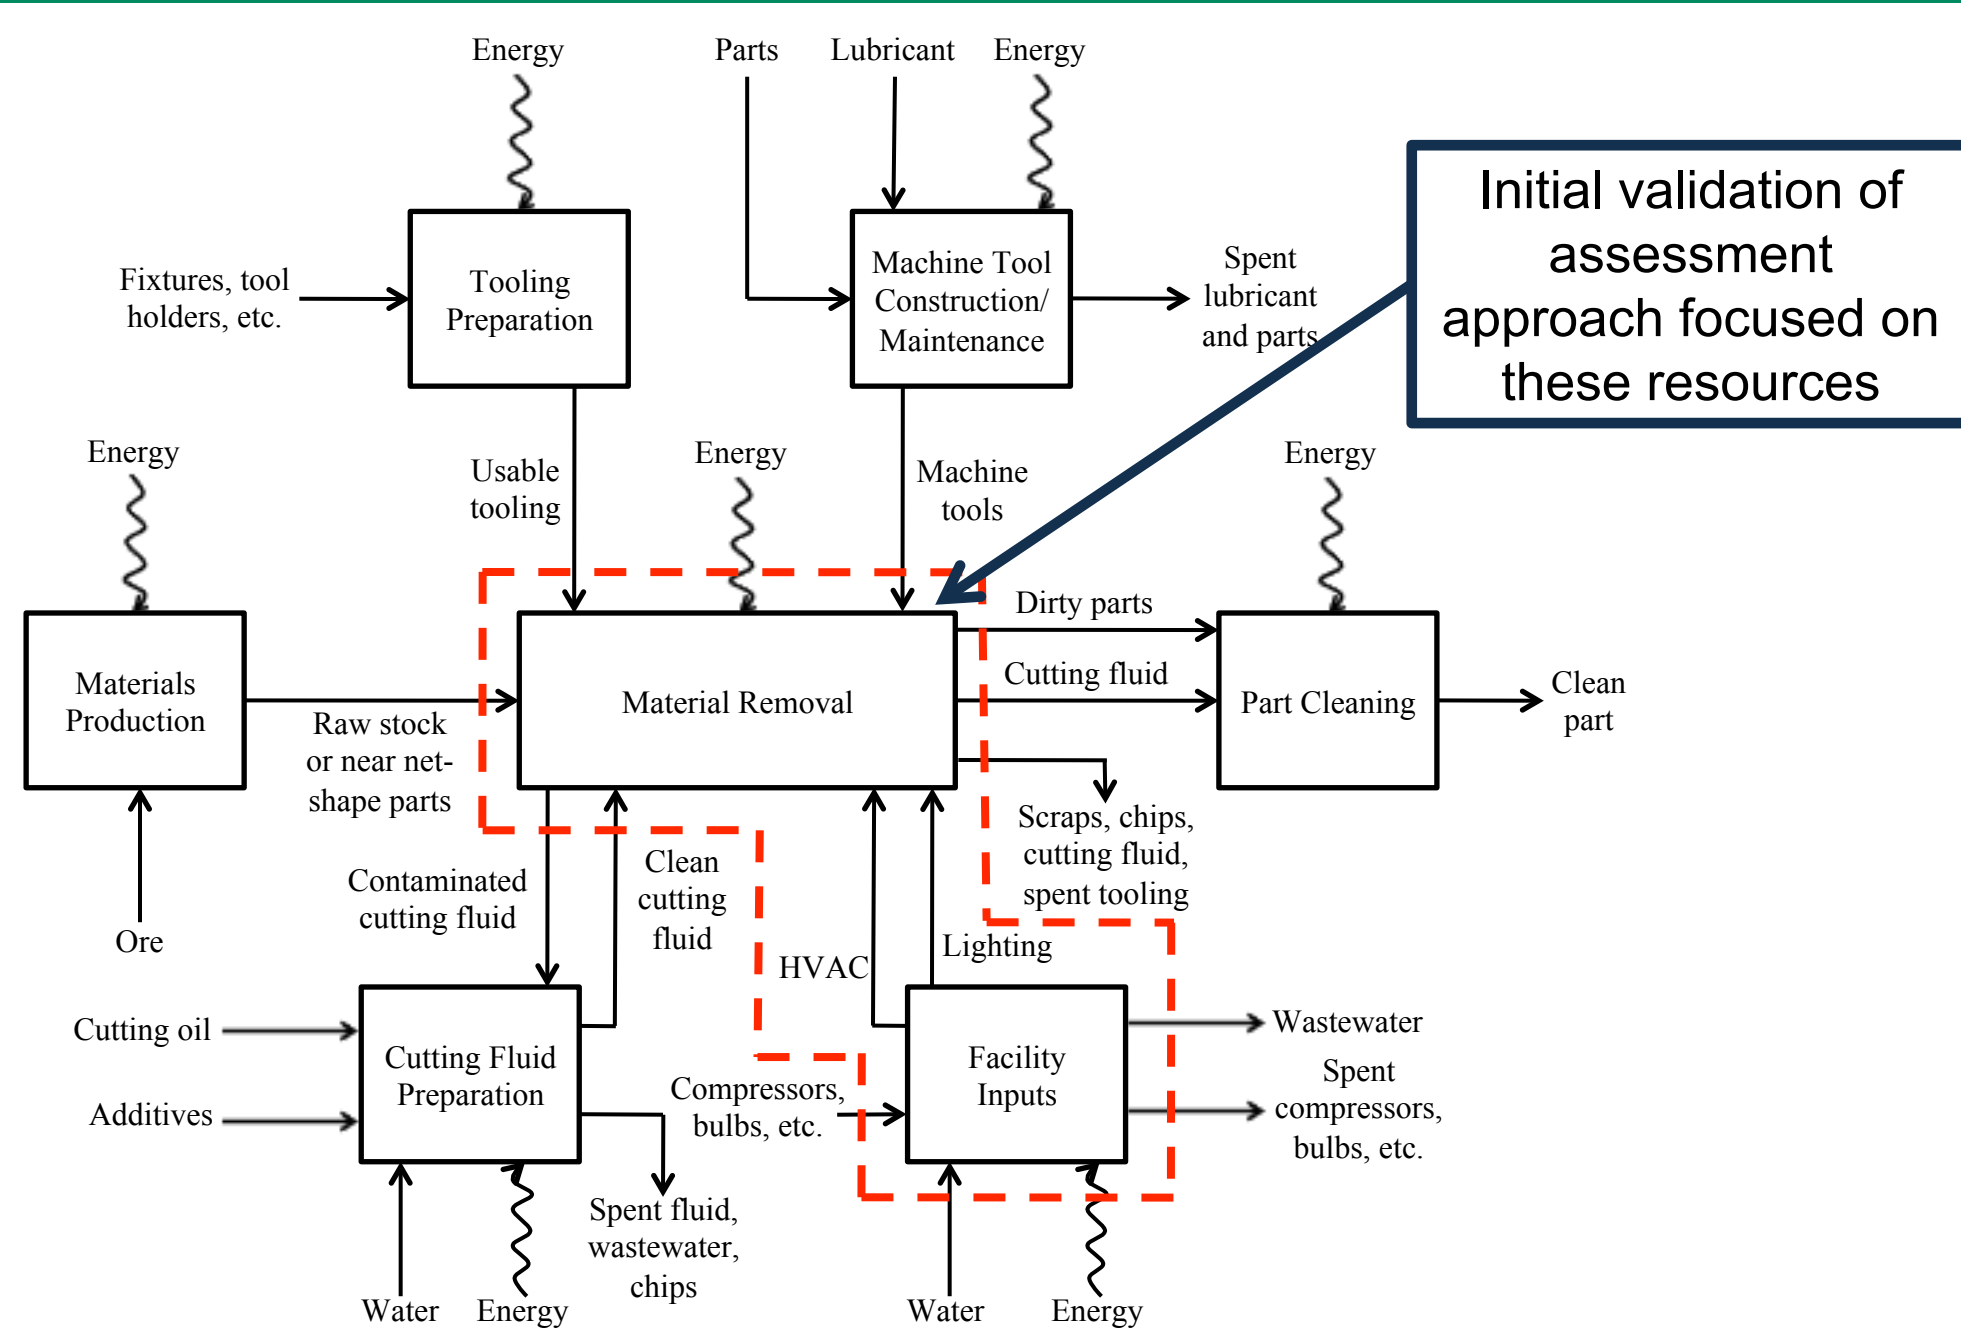 Energy
Parts
Lubricant
Energy
Initial validation of
assessment
approach focused on
these resources
Fixtures, tool
holders, etc.
Tooling
Preparation
Machine Tool
Construction/
Maintenance
Spent
lubricant
and parts
Energy
Usable
tooling
Energy
Machine
tools
Energy
Materials
Production
Raw stock
or near net-
shape parts
Material Removal
Dirty parts
Cutting fluid
Part Cleaning
Clean
part
Scraps, chips,
cutting fluid,
spent tooling
Ore
Contaminated
cutting fluid
Clean
cutting
fluid
HVAC
Lighting
Cutting oil
Additives
Cutting Fluid
Preparation
Compressors,
bulbs, etc.
Facility
Inputs
Wastewater
Spent
compressors,
bulbs, etc.
Water
Energy
Spent fluid,
wastewater,
chips
Water
Energy